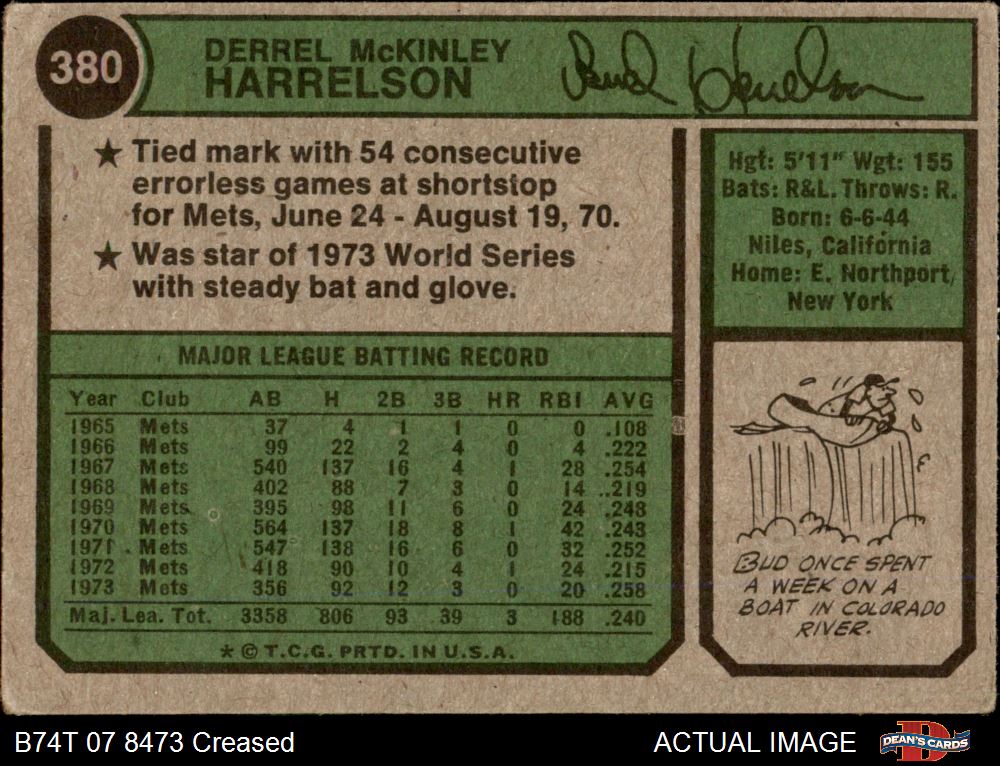 380
DERREL McKINLEY
HARRELSON
Bud Harrelson
★ Tied mark with 54 consecutive
errorless games at shortstop
for Mets, June 24 - August 19, 70.
★ Was star of 1973 World Series
with steady bat and glove.
Hgt: 5'11" Wgt: 155
Bats: R&L. Throws: R.
Born: 6-6-44
Niles, California
Home: E. Northport,
New York
MAJOR LEAGUE BATTING RECORD
Year Club AB H 2B 3B HR RBI AVG
1965 Mets 37 4 1 1 0 0 .108
1966 Mets 99 22 2 4 0 4 .222
1967 Mets 540 137 16 4 1 28 .254
1968 Mets 402 88 7 3 0 14 .219
1969 Mets 395 98 11 6 0 24 .248
1970 Mets 564 137 18 8 1 42 .243
1971 Mets 547 138 16 6 0 32 .252
1972 Mets 418 90 10 4 1 24 .215
1973 Mets 356 92 12 3 0 20 .258
Maj. Lea. Tot. 3358 806 93 39 3 188 .240
* © T.C.G. PRTD. IN U.S.A.
BUD ONCE SPENT
A WEEK ON A
BOAT IN COLORADO
RIVER.
B74T 07 8473 Creased
ACTUAL IMAGE
D
DEAN'S CARDS